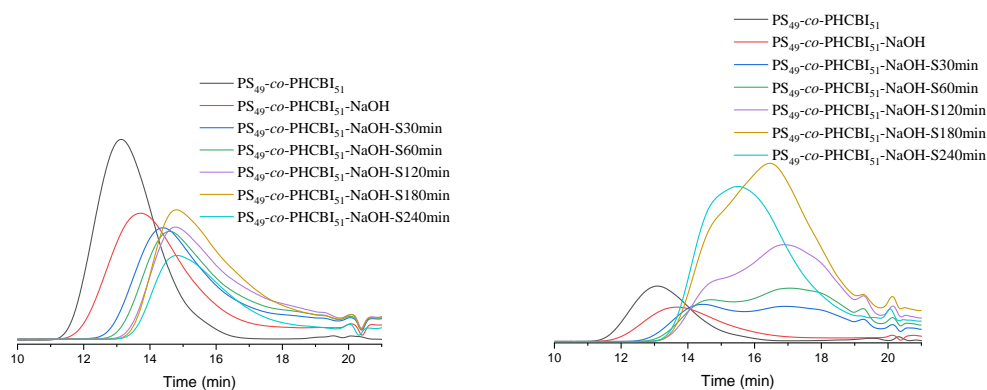 PS49-co-PHCBI51
PS49-co-PHCBI51-NaOH
PS49-co-PHCBI51-NaOH-S30min
PS49-co-PHCBI51-NaOH-S60min
PS49-co-PHCBI51-NaOH-S120min
PS49-co-PHCBI51-NaOH-S180min
PS49-co-PHCBI51-NaOH-S240min
10 12 14 16 18 20
Time (min)
PS49-co-PHCBI51
PS49-co-PHCBI51-NaOH
PS49-co-PHCBI51-NaOH-S30min
PS49-co-PHCBI51-NaOH-S60min
PS49-co-PHCBI51-NaOH-S120min
PS49-co-PHCBI51-NaOH-S180min
PS49-co-PHCBI51-NaOH-S240min
10 12 14 16 18 20
Time (min)